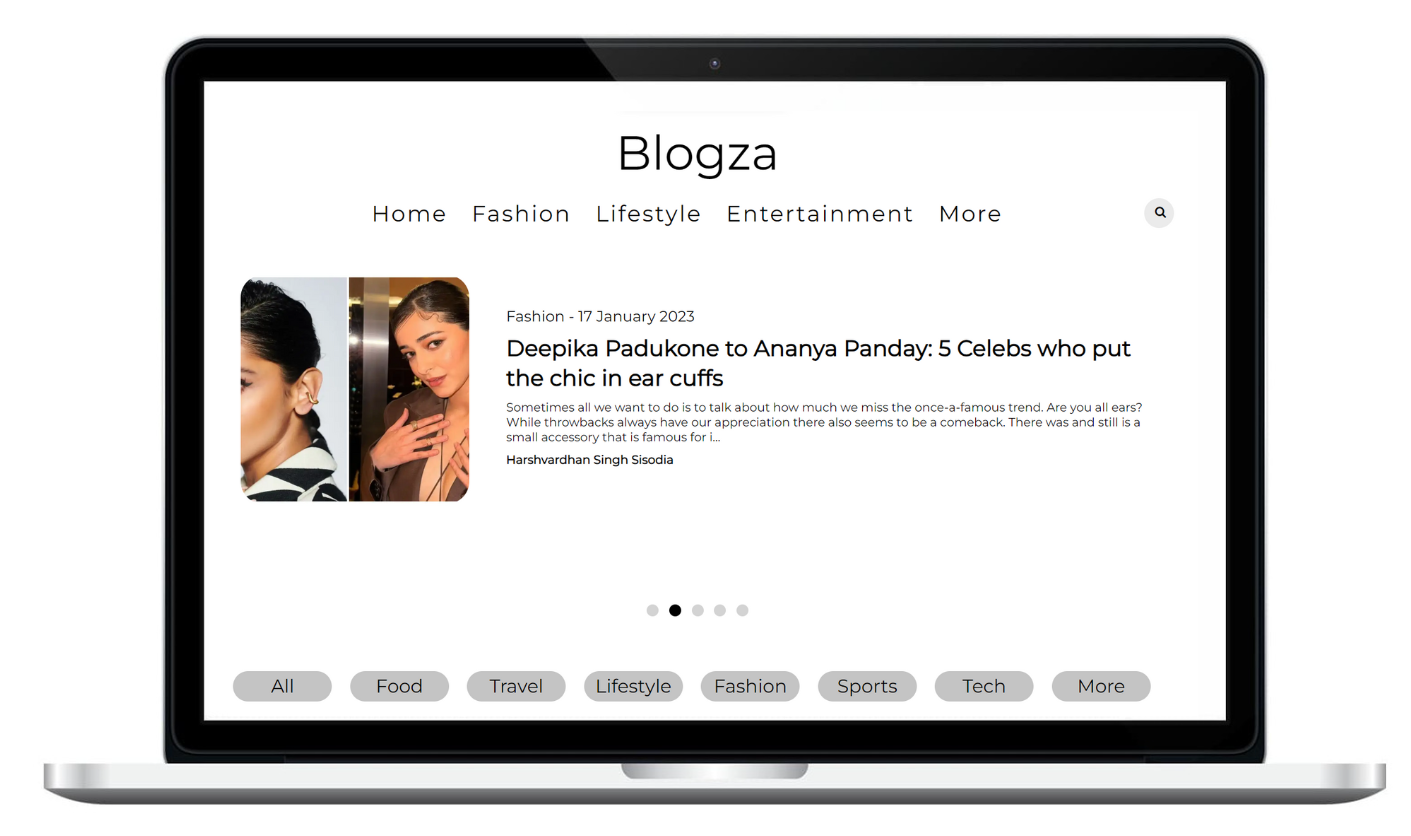 Blogza
Home Fashion Lifestyle Entertainment More
Fashion - 17 January 2023
Deepika Padukone to Ananya Panday: 5 Celebs who put
the chic in ear cuffs
Sometimes all we want to do is to talk about how much we miss the once-a-famous trend. Are you all ears?
While throwbacks always have our appreciation there also seems to be a comeback. There was and still is a
small accessory that is famous for i...
Harshvardhan Singh Sisodia
All Food Travel Lifestyle Fashion Sports Tech More